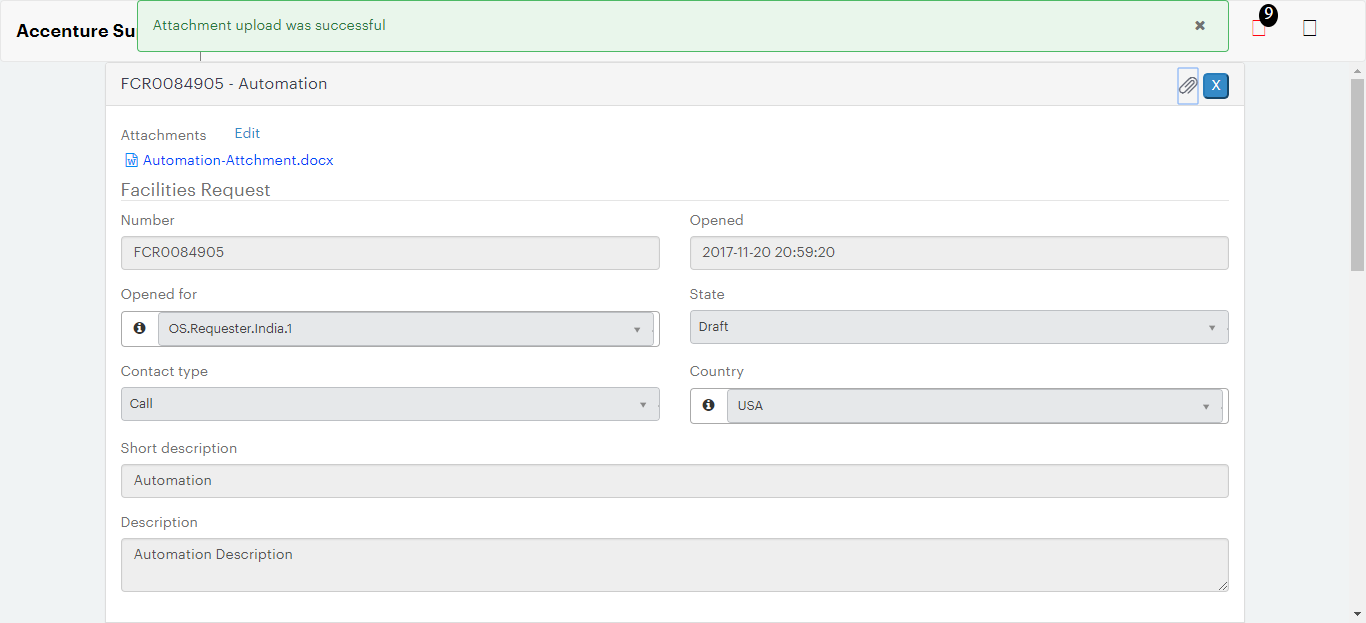 Accenture Su
Attachment upload was successful
×
9
FCR0084905 - Automation
X
Attachments Edit
Automation-Attchment.docx
Facilities Request
Number Opened
FCR0084905 2017-11-20 20:59:20
Opened for State
OS.Requester.India.1 Draft
Contact type Country
Call USA
Short description
Automation
Description
Automation Description